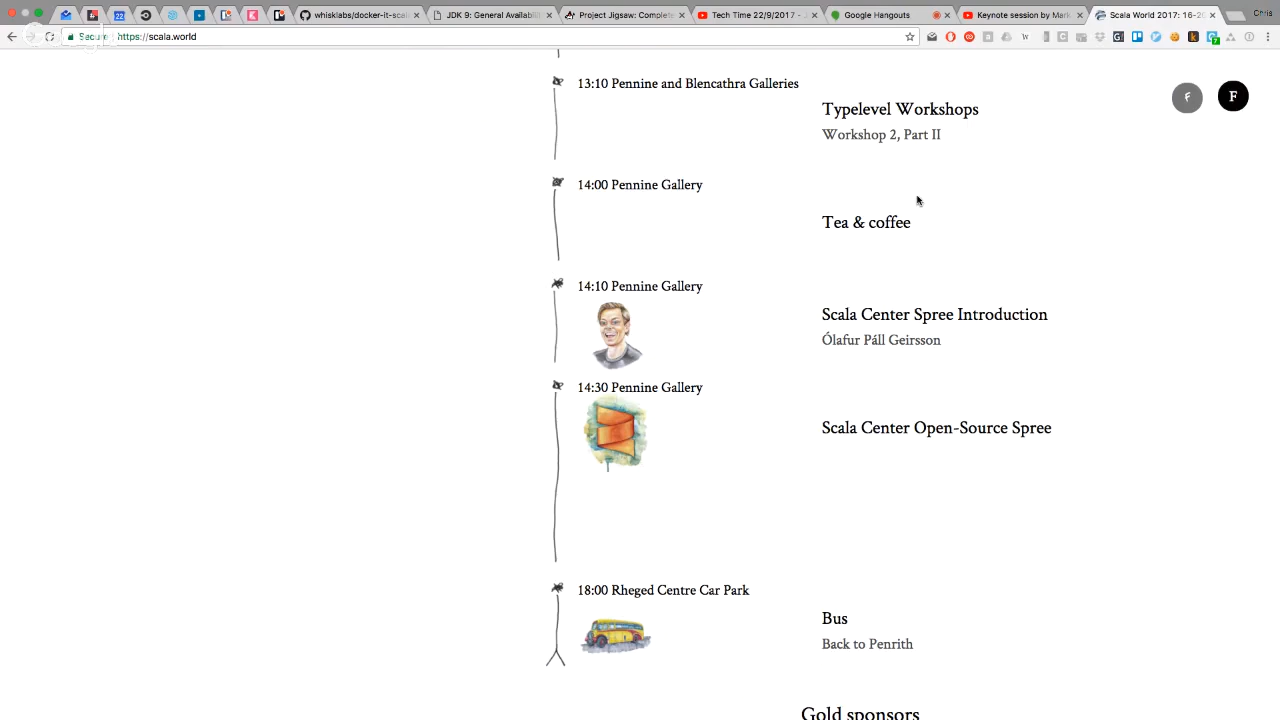 whisklabs/docker-it-scal
JDK 9: General Availabil
Project Jigsaw: Complete
Tech Time 22/9/2017 -
Google Hangouts
Keynote session by Mark
Scala World 2017: 16-20
Chris
Secure https://scala.world
13:10 Pennine and Blencathra Galleries
Typelevel Workshops
Workshop 2, Part II
F
F
14:00 Pennine Gallery
Tea & coffee
14:10 Pennine Gallery
Scala Center Spree Introduction
Ólafur Páll Geirsson
14:30 Pennine Gallery
Scala Center Open-Source Spree
18:00 Rheged Centre Car Park
Bus
Back to Penrith
Gold sponsors